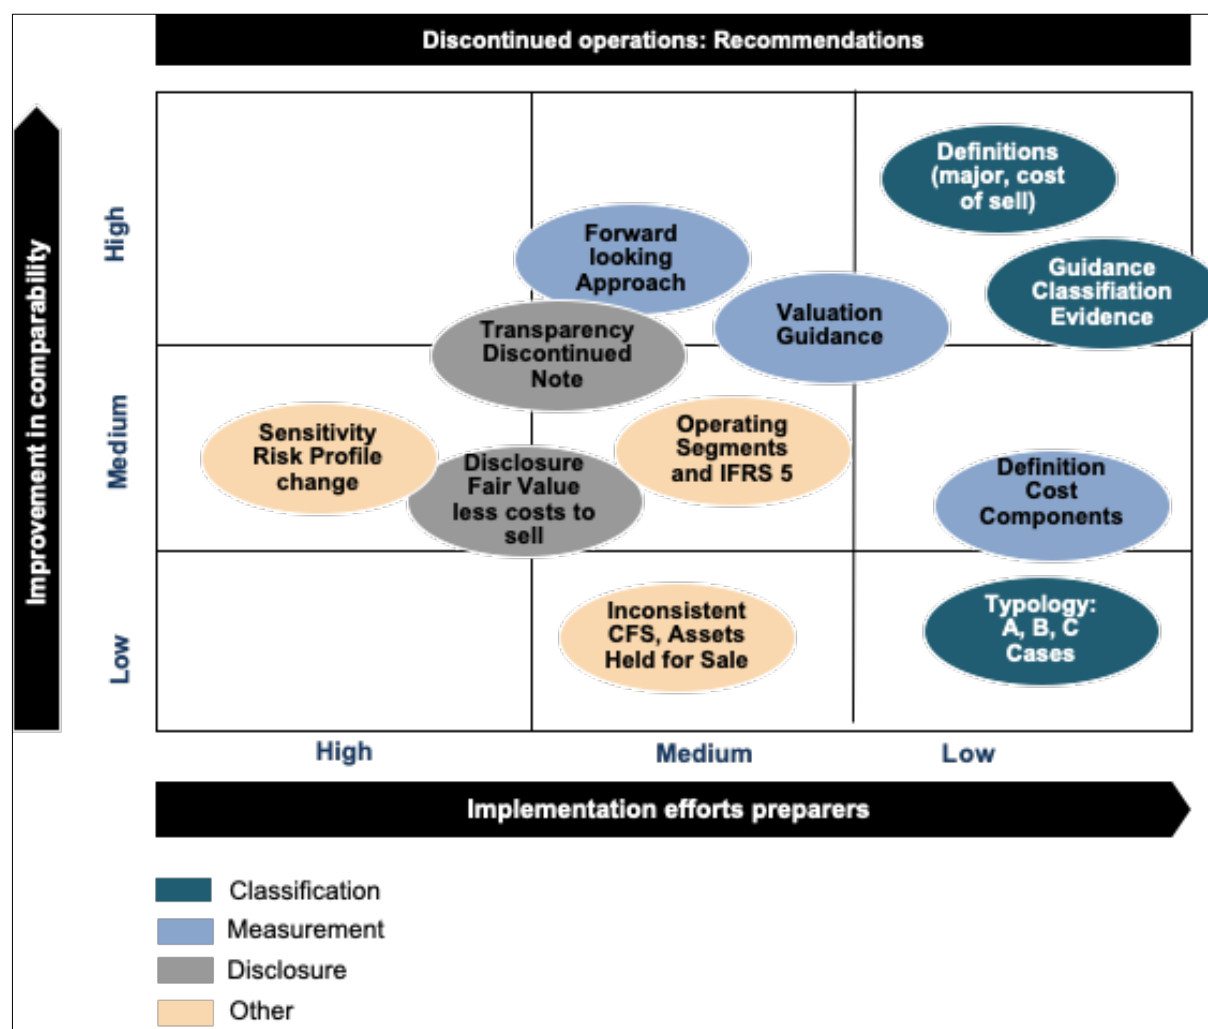 Discontinued operations: Recommendations
Improvement in comparability
High
Medium
Low
Definitions
(major, cost
of sell)
Forward
looking
Approach
Guidance
Classifiation
Evidence
Valuation
Guidance
Transparency
Discontinued
Note
Sensitivity
Risk Profile
change
Disclosure
Fair Value
less costs to
sell
Operating
Segments
and IFRS 5
Definition
Cost
Components
Inconsistent
CFS, Assets
Held for Sale
Typology:
A, B, C
Cases
High
Medium
Low
Implementation efforts preparers
Classification
Measurement
Disclosure
Other